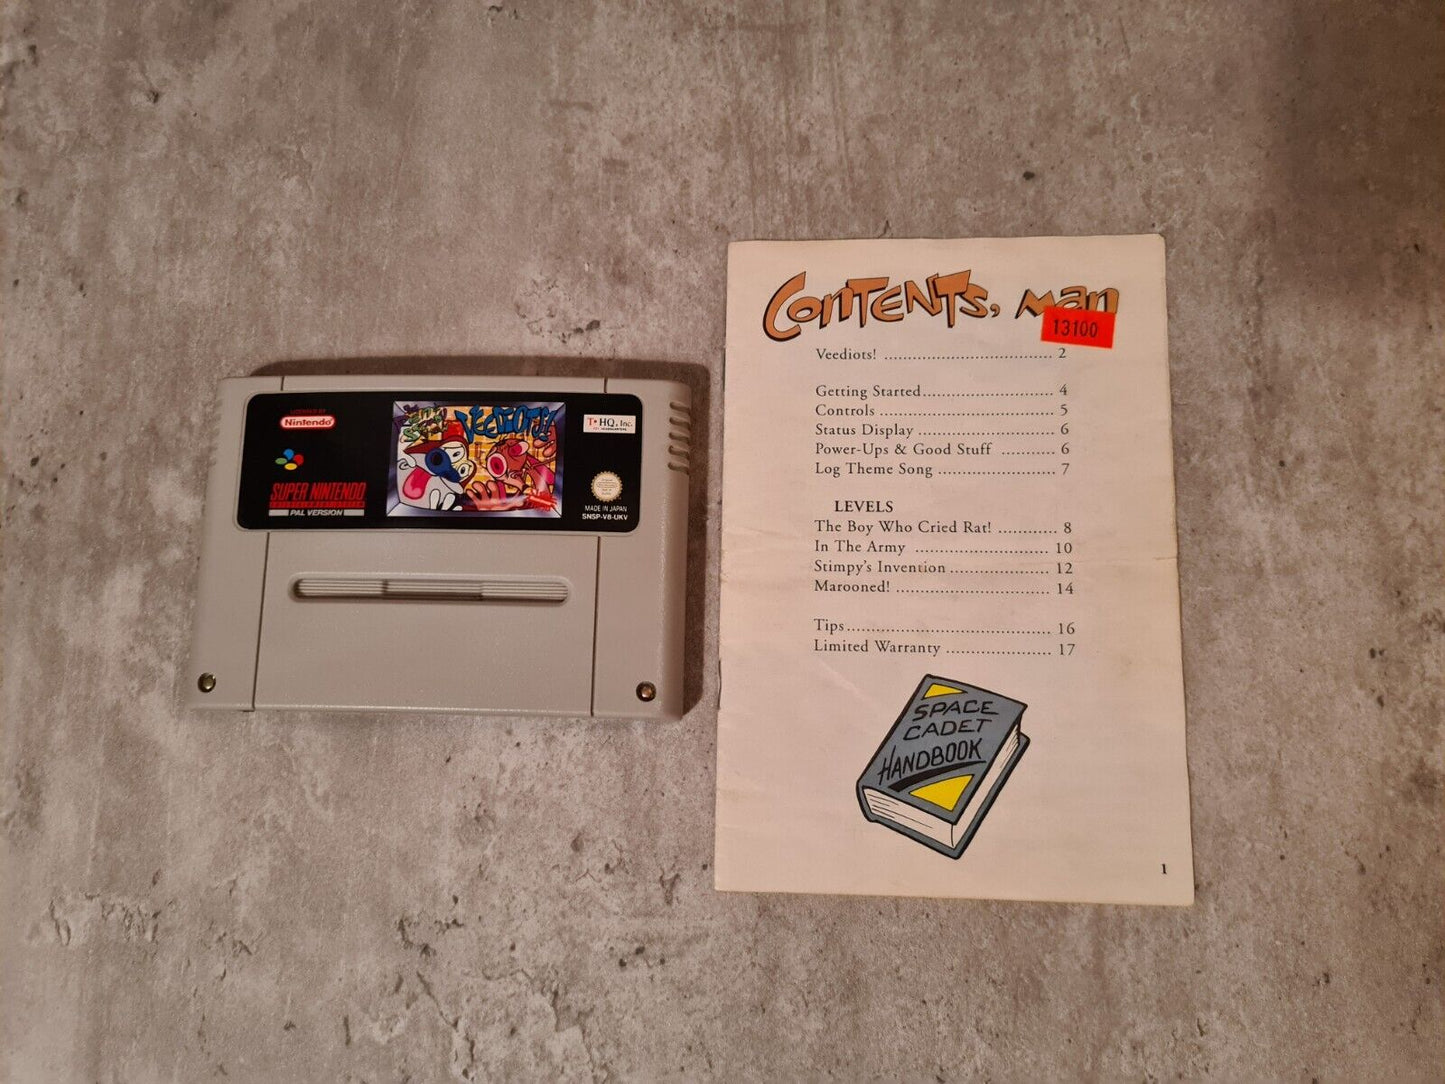 LICENSED BY
Nintendo
SUPER NINTENDO
ENTERTAINMENT SYSTEM
PAL VERSION
VEEDIOTS!
T•HQ, Inc.
MADE IN JAPAN
SNSP-V8-UKV
CONTENTS, MAN
13100
Veediots! .................................. 2
Getting Started........................... 4
Controls .................................... 5
Status Display ............................ 6
Power-Ups & Good Stuff .......... 6
Log Theme Song ........................ 7
LEVELS
The Boy Who Cried Rat! ........... 8
In The Army ........................... 10
Stimpy's Invention .................... 12
Marooned! ............................... 14
Tips......................................... 16
Limited Warranty ..................... 17
SPACE
CADET
HANDBOOK
1